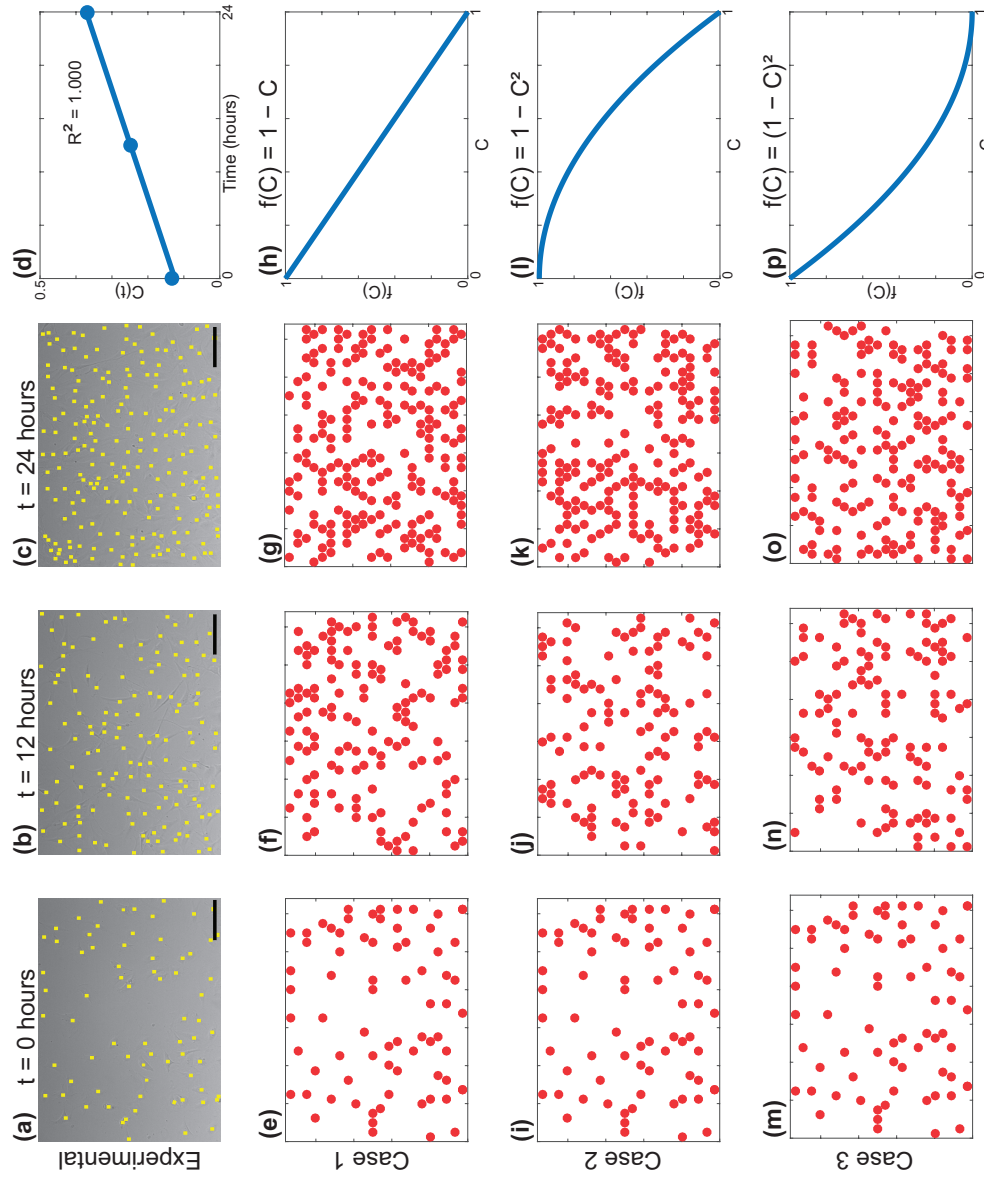 (a) t = 0 hours
(b) t = 12 hours
(c) t = 24 hours
(d)
Experimental
0.5
C(t)
0
R² = 1.000
0
Time (hours)
24
Case 1
(e)
(f)
(g)
(h) f(C) = 1 − C
1
f(C)
0
0
C
1
Case 2
(i)
(j)
(k)
(l) f(C) = 1 − C²
1
f(C)
0
0
C
1
Case 3
(m)
(n)
(o)
(p) f(C) = (1 − C)²
1
f(C)
0
0
C
1